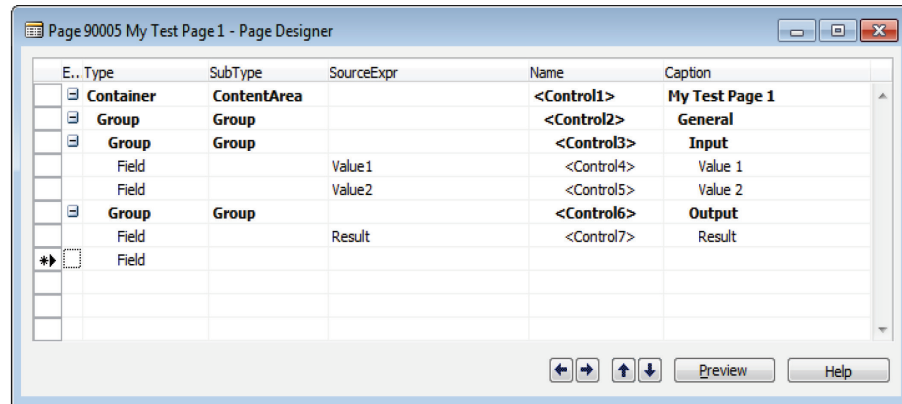 Page 90005 My Test Page 1 - Page Designer
E.. Type SubType SourceExpr Name Caption
Container ContentArea <Control1> My Test Page 1
Group Group <Control2> General
Group Group <Control3> Input
Field Value1 <Control4> Value 1
Field Value2 <Control5> Value 2
Group Group <Control6> Output
Field Result <Control7> Result
Field
Preview Help